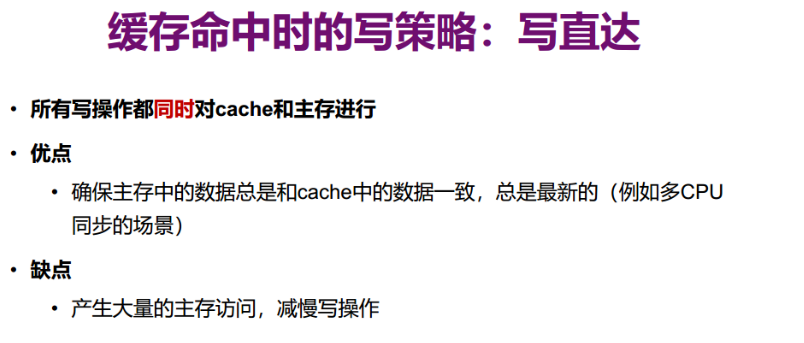 缓存命中时的写策略：写直达
• 所有写操作都同时对cache和主存进行
• 优点
• 确保主存中的数据总是和cache中的数据一致，总是最新的（例如多CPU
同步的场景）
• 缺点
• 产生大量的主存访问，减慢写操作